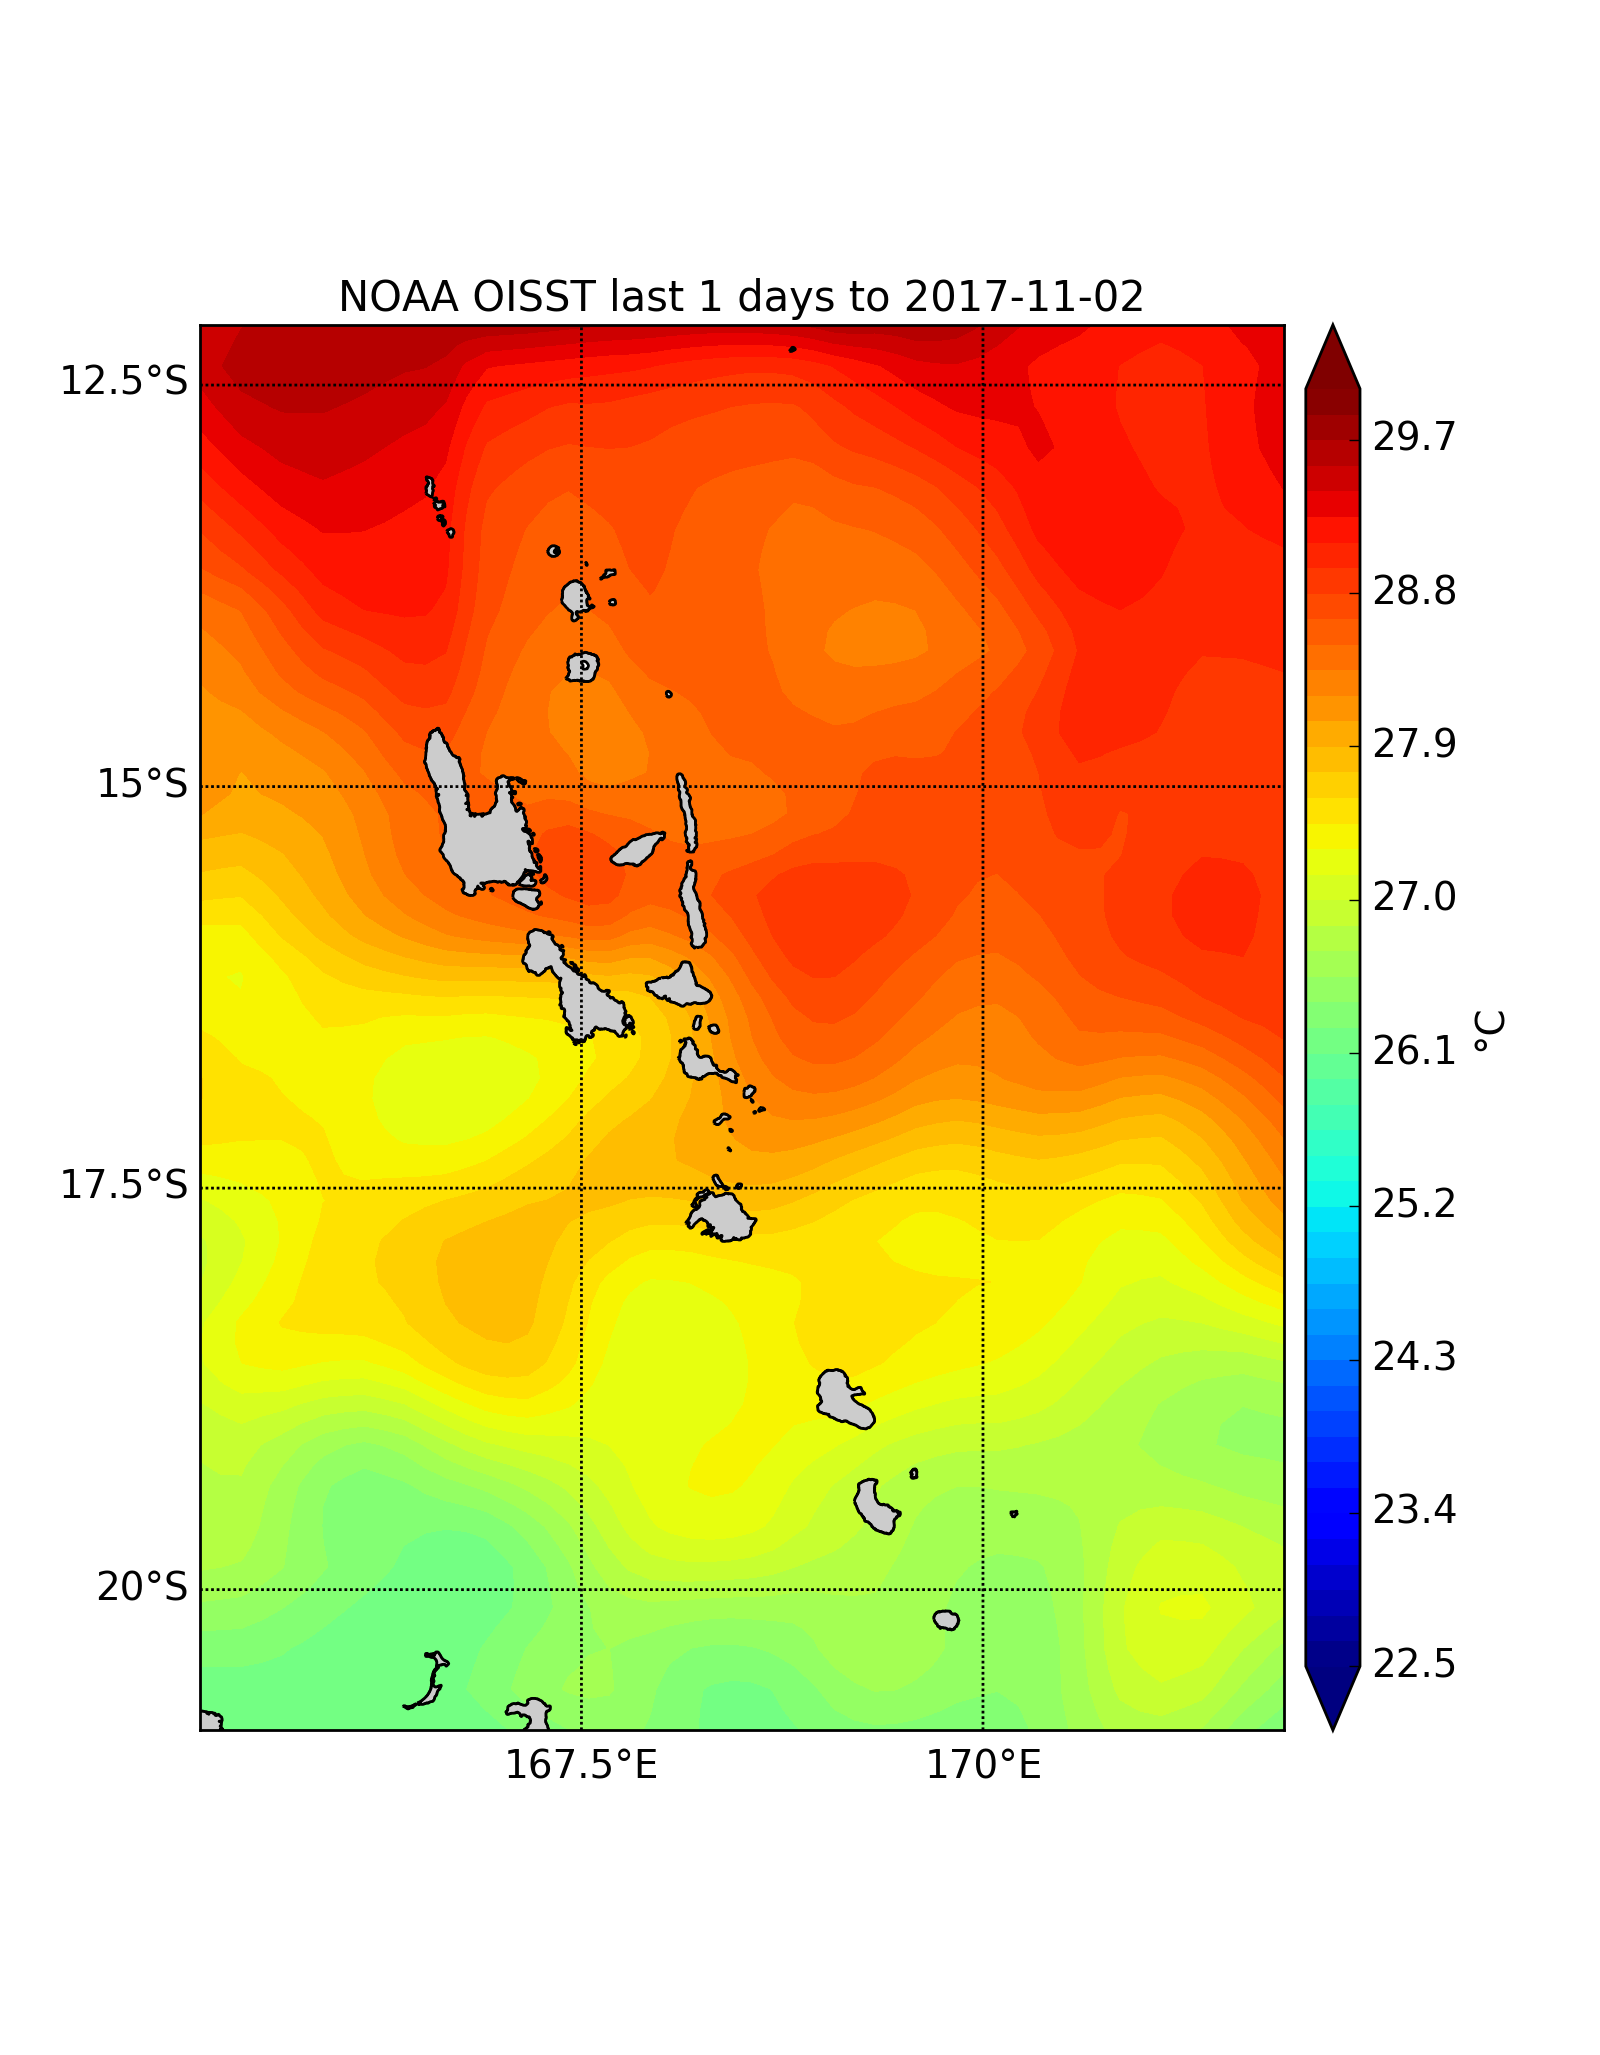 NOAA OISST last 1 days to 2017-11-02
12.5°S
15°S
17.5°S
20°S
167.5°E
170°E
29.7
28.8
27.9
27.0
26.1
25.2
24.3
23.4
22.5
°C